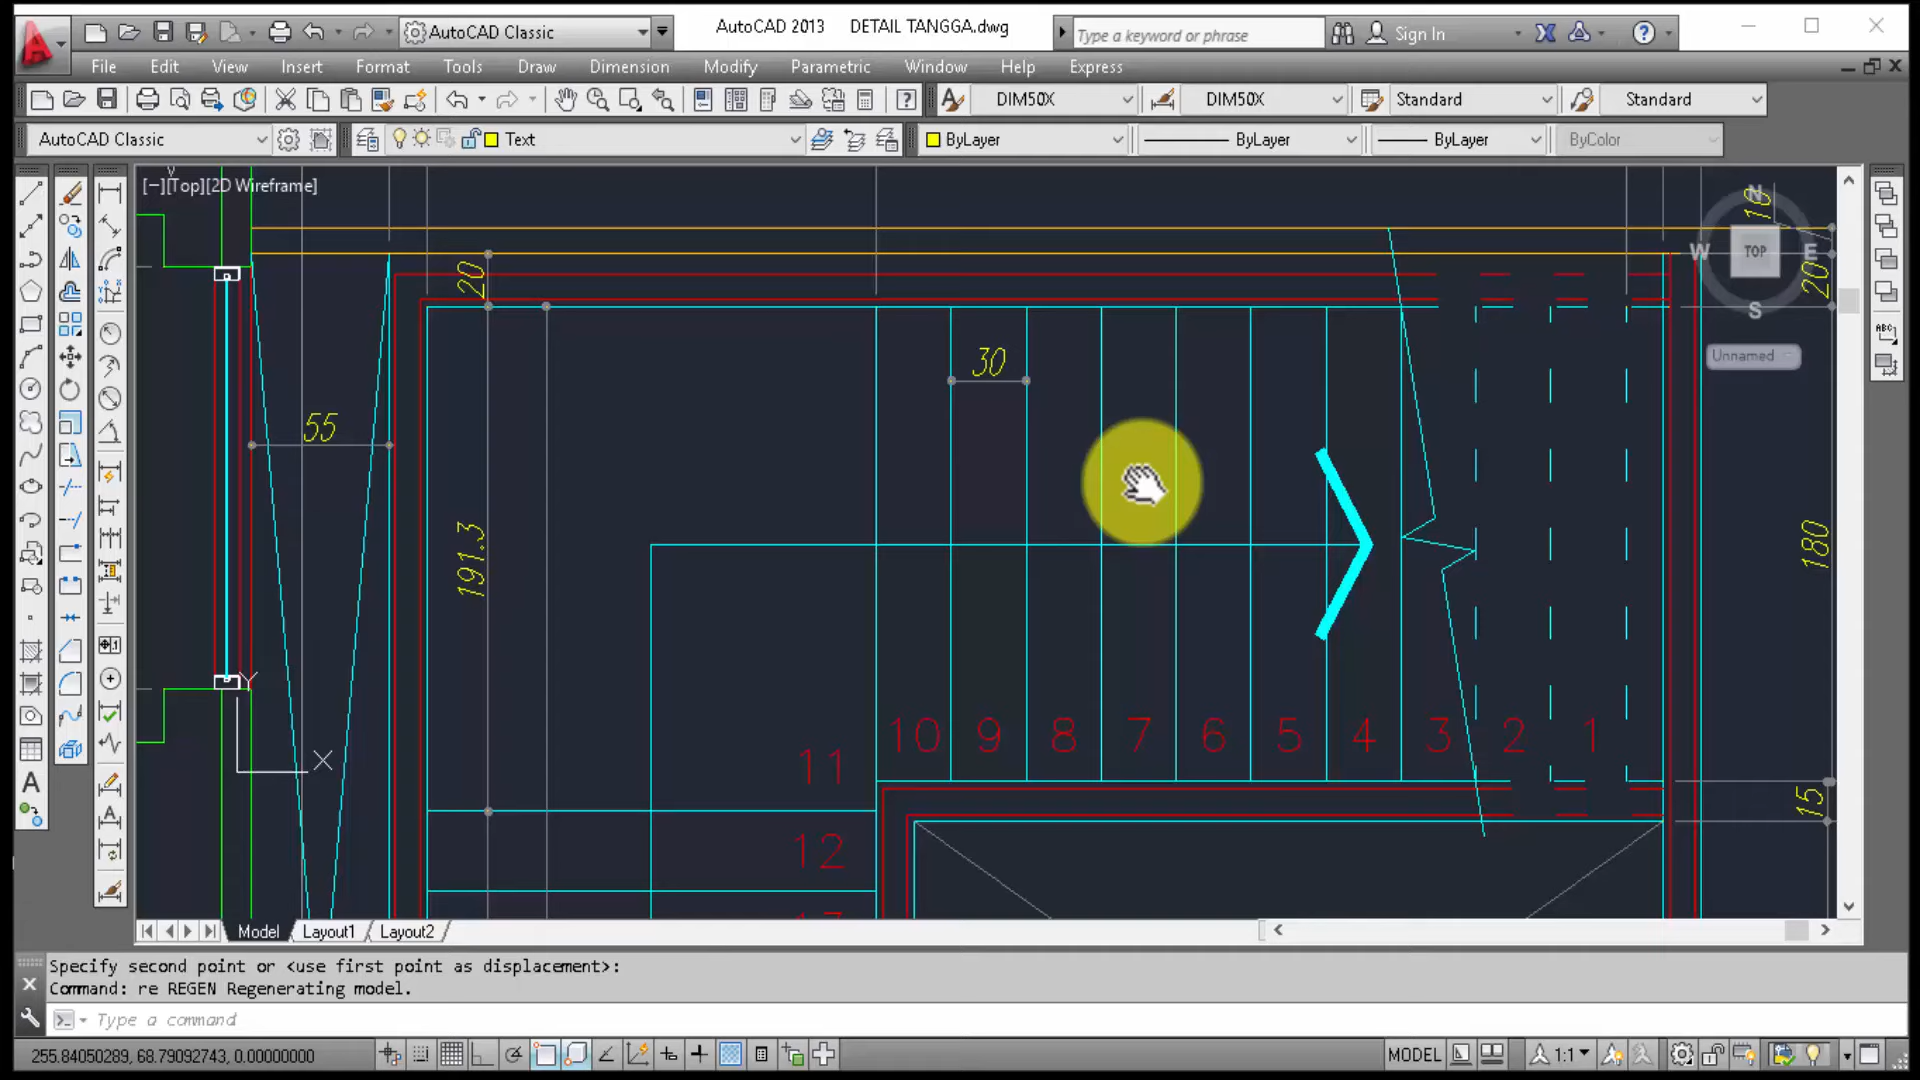 AutoCAD Classic
AutoCAD 2013 DETAIL TANGGA.dwg
Type a keyword or phrase
Sign In
File Edit View Insert Format Tools Draw Dimension Modify Parametric Window Help Express
DIM50X DIM50X Standard Standard
AutoCAD Classic Text ByLayer ByLayer ByLayer ByColor
[−][Top][2D Wireframe]
N
W TOP E
S
Unnamed
10
20
20
30
55
191.3
180
10 9 8 7 6 5 4 3 2 1
11
15
12
Y
X
Model Layout1 Layout2
Specify second point or <use first point as displacement>:
Command: re REGEN Regenerating model.
Type a command
255.84050289, 68.79092743, 0.00000000
MODEL 1:1